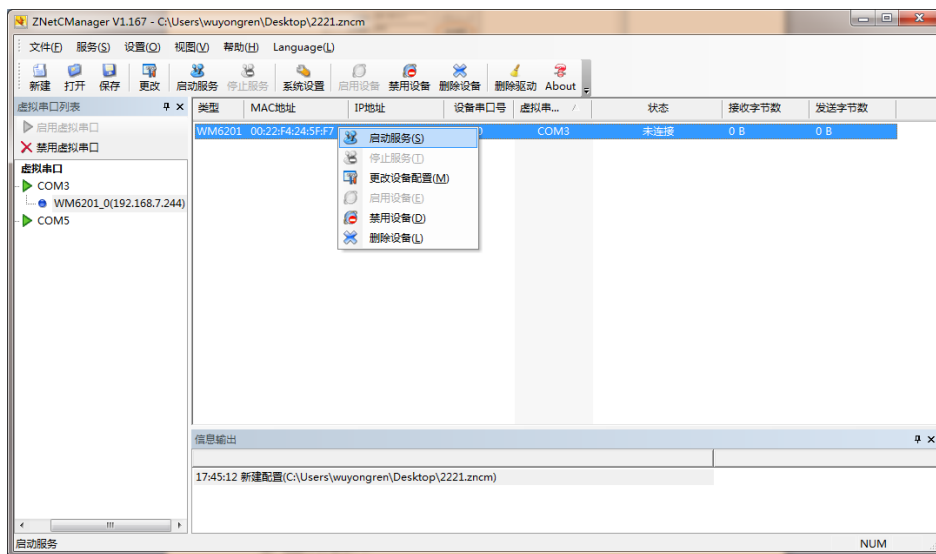 ZNetCManager V1.167 - C:\Users\wuyongren\Desktop\2221.zncm
文件(F) 服务(S) 设置(O) 视图(V) 帮助(H) Language(L)
新建 打开 保存 更改 启动服务 停止服务 系统设置 启用设备 禁用设备 删除设备 删除驱动 About
虚拟串口列表
启用虚拟串口
禁用虚拟串口
虚拟串口
COM3
WM6201_0(192.168.7.244)
COM5
类型 MAC地址 IP地址 设备串口号 虚拟串... 状态 接收字节数 发送字节数
WM6201 00:22:F4:24:5F:F7 COM3 未连接 0 B 0 B
启动服务(S)
停止服务(T)
更改设备配置(M)
启用设备(E)
禁用设备(D)
删除设备(L)
信息输出
17:45:12 新建配置(C:\Users\wuyongren\Desktop\2221.zncm)
启动服务 NUM